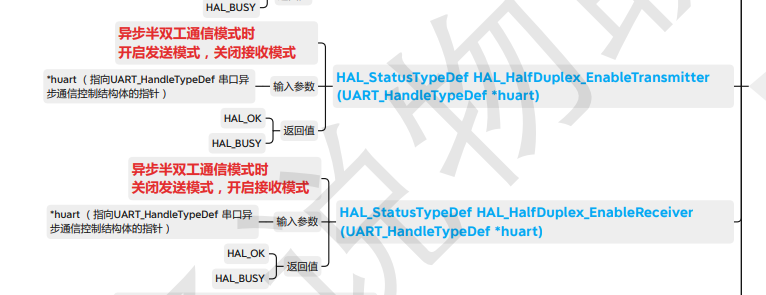 HAL_BUSY
异步半双工通信模式时
开启发送模式，关闭接收模式
*huart（指向UART_HandleTypeDef 串口异
步通信控制结构体的指针）
输入参数
HAL_StatusTypeDef HAL_HalfDuplex_EnableTransmitter
(UART_HandleTypeDef *huart)
HAL_OK
返回值
HAL_BUSY
异步半双工通信模式时
关闭发送模式，开启接收模式
*huart（指向UART_HandleTypeDef 串口异
步通信控制结构体的指针）
输入参数
HAL_StatusTypeDef HAL_HalfDuplex_EnableReceiver
(UART_HandleTypeDef *huart)
HAL_OK
返回值
HAL_BUSY
说物